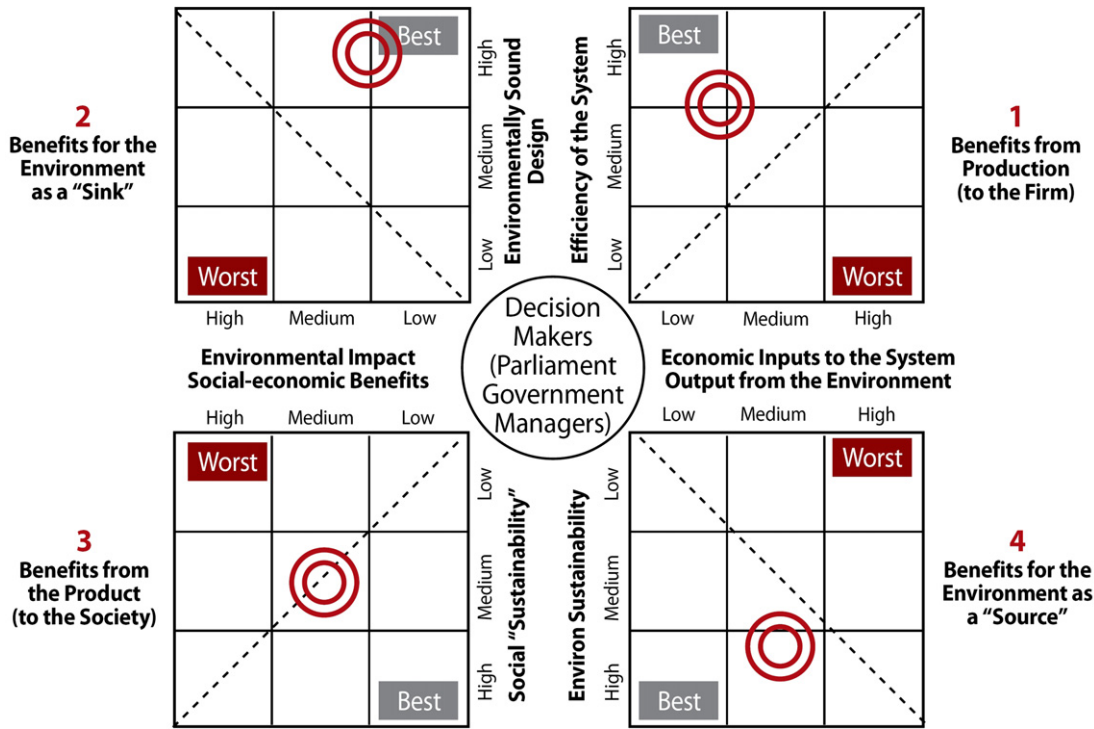 2
Benefits for the
Environment
as a “Sink”
Best
Worst
High
Medium
Low
High
Medium
Low
Environmentally Sound
Design
Environmental Impact
Social-economic Benefits
1
Benefits from
Production
(to the Firm)
Best
Worst
High
Medium
Low
Low
Medium
High
Efficiency of the System
Economic Inputs to the System
Output from the Environment
Decision
Makers
(Parliament
Government
Managers)
3
Benefits from
the Product
(to the Society)
High
Medium
Low
Worst
Best
Low
Medium
High
Social “Sustainability”
4
Benefits for the
Environment as
a “Source”
Low
Medium
High
Worst
Best
Low
Medium
High
Environ Sustainability